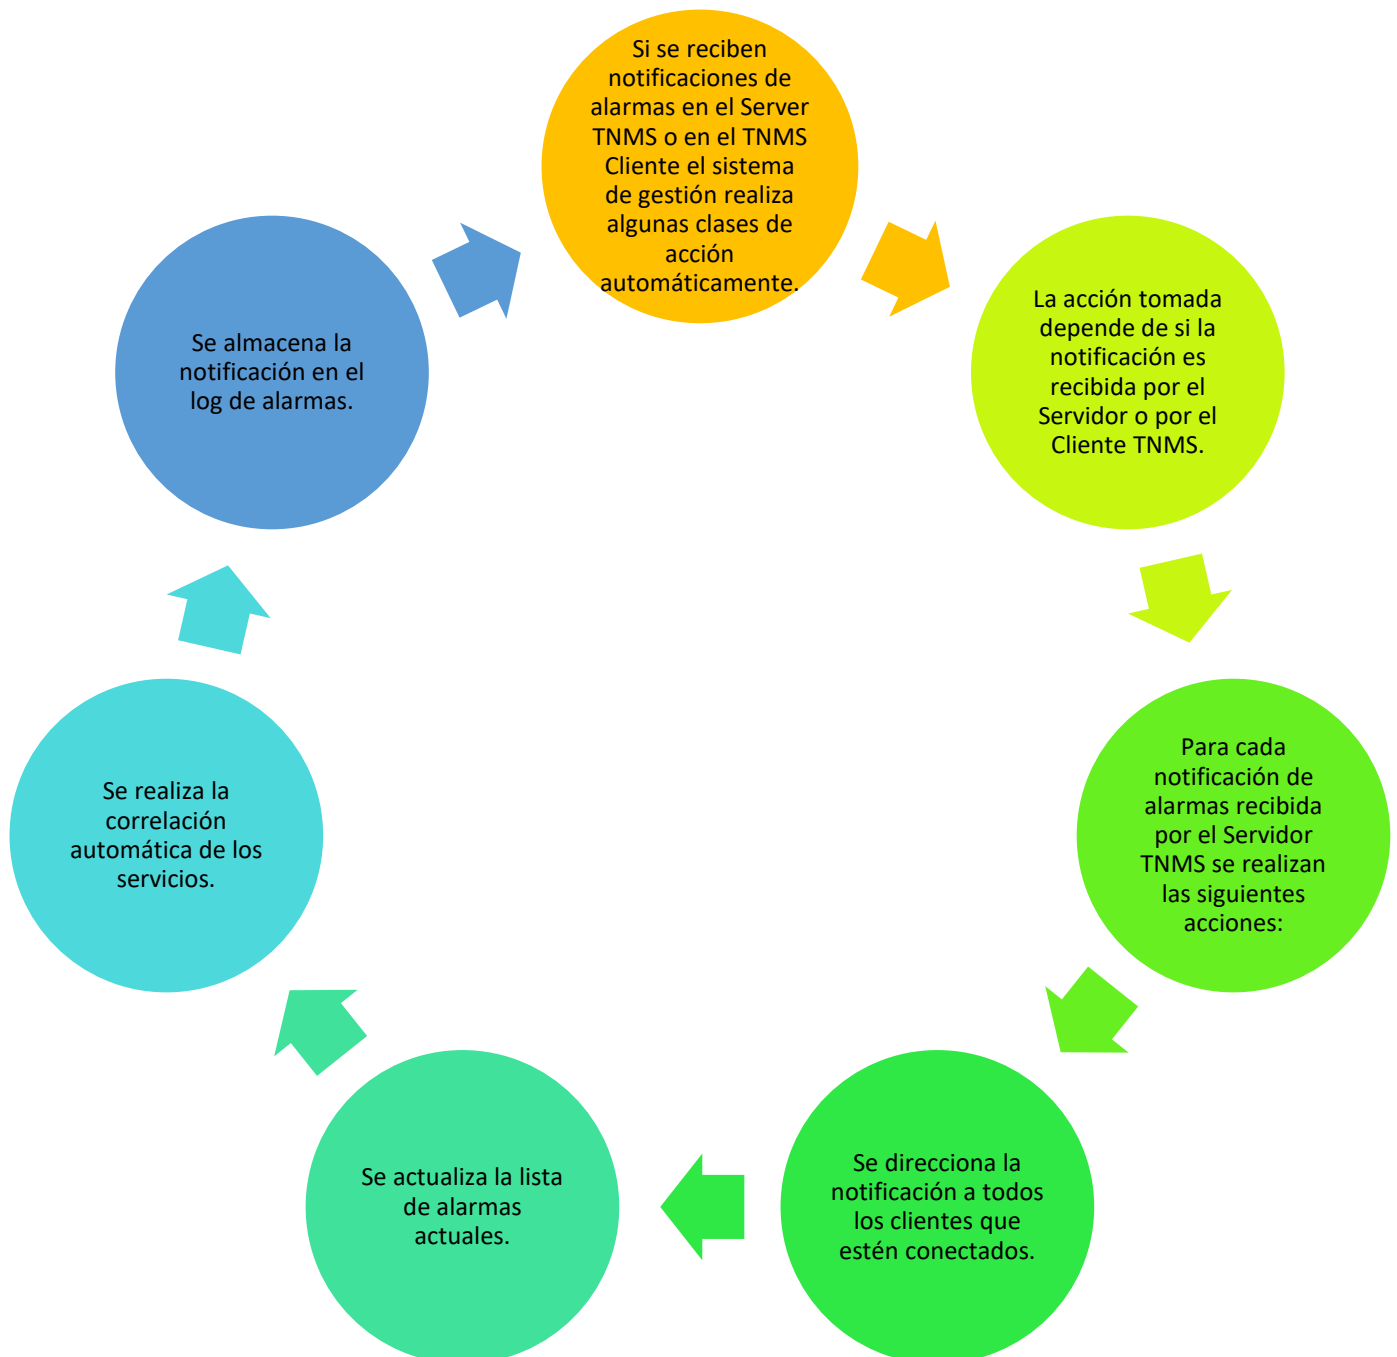 Si se reciben
notificaciones de
alarmas en el Server
TNMS o en el TNMS
Cliente el sistema
de gestión realiza
algunas clases de
acción
automáticamente.
La acción tomada
depende de si la
notificación es
recibida por el
Servidor o por el
Cliente TNMS.
Para cada
notificación de
alarmas recibida
por el Servidor
TNMS se realizan
las siguientes
acciones:
Se direcciona la
notificación a todos
los clientes que
estén conectados.
Se actualiza la lista
de alarmas
actuales.
Se realiza la
correlación
automática de los
servicios.
Se almacena la
notificación en el
log de alarmas.